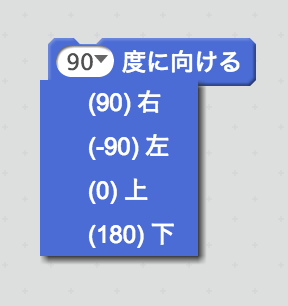 90 度に向ける
(90) 右
(-90) 左
(0) 上
(180) 下